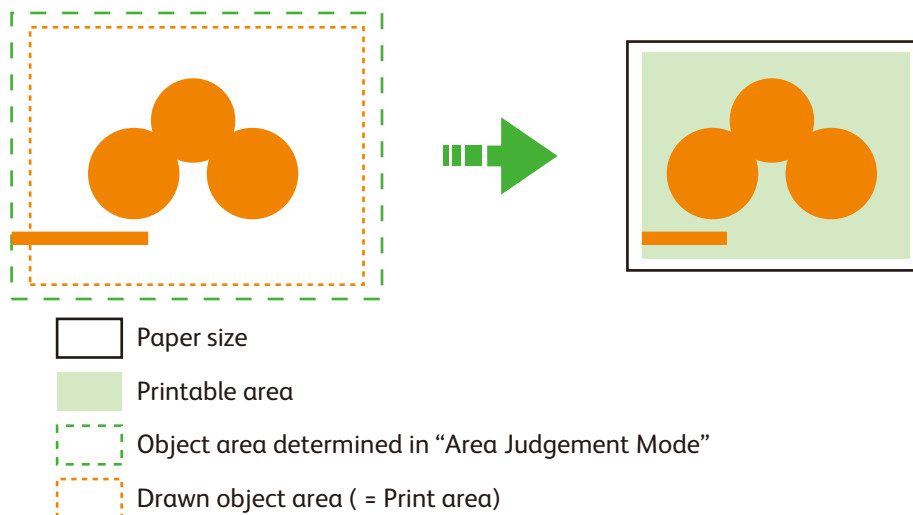 Paper size
Printable area
Object area determined in “Area Judgement Mode”
Drawn object area ( = Print area)